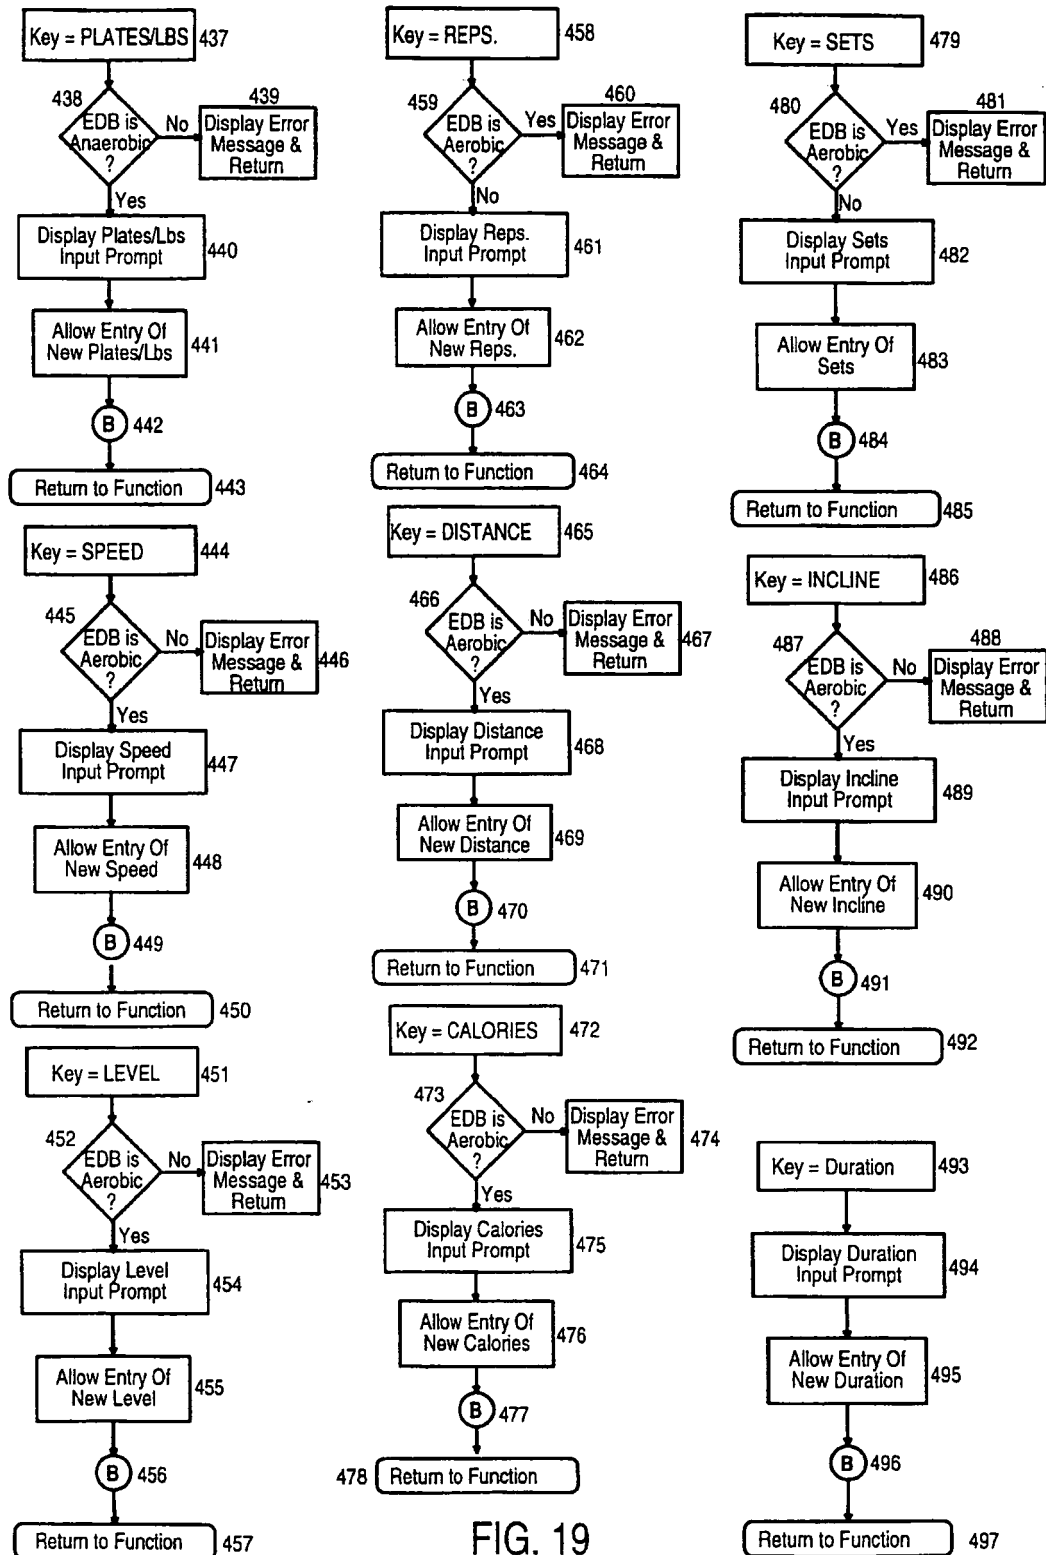 Key = PLATES/LBS 437
438
EDB is
Anaerobic
?
No
439
Display Error
Message &
Return
Yes
Display Plates/Lbs
Input Prompt
440
Allow Entry Of
New Plates/Lbs
441
B 442
Return to Function 443
Key = SPEED 444
445
EDB is
Aerobic
?
No
Display Error
Message &
Return
446
Yes
Display Speed
Input Prompt
447
Allow Entry Of
New Speed
448
B 449
Return to Function 450
Key = LEVEL 451
452
EDB is
Aerobic
?
No
Display Error
Message &
Return
453
Yes
Display Level
Input Prompt
454
Allow Entry Of
New Level
455
B 456
Return to Function 457
Key = REPS. 458
459
EDB is
Aerobic
?
Yes
460
Display Error
Message &
Return
No
Display Reps.
Input Prompt
461
Allow Entry Of
New Reps.
462
B 463
Return to Function 464
Key = DISTANCE 465
466
EDB is
Aerobic
?
No
Display Error
Message &
Return
467
Yes
Display Distance
Input Prompt
468
Allow Entry Of
New Distance
469
B 470
Return to Function 471
Key = CALORIES 472
473
EDB is
Aerobic
?
No
Display Error
Message &
Return
474
Yes
Display Calories
Input Prompt
475
Allow Entry Of
New Calories
476
B 477
478 Return to Function
Key = SETS 479
480
EDB is
Aerobic
?
Yes
481
Display Error
Message &
Return
No
Display Sets
Input Prompt
482
Allow Entry Of
Sets
483
B 484
Return to Function 485
Key = INCLINE 486
487
EDB is
Aerobic
?
No
488
Display Error
Message &
Return
Yes
Display Incline
Input Prompt
489
Allow Entry Of
New Incline
490
B 491
Return to Function 492
Key = Duration 493
Display Duration
Input Prompt
494
Allow Entry Of
New Duration
495
B 496
Return to Function 497
FIG. 19